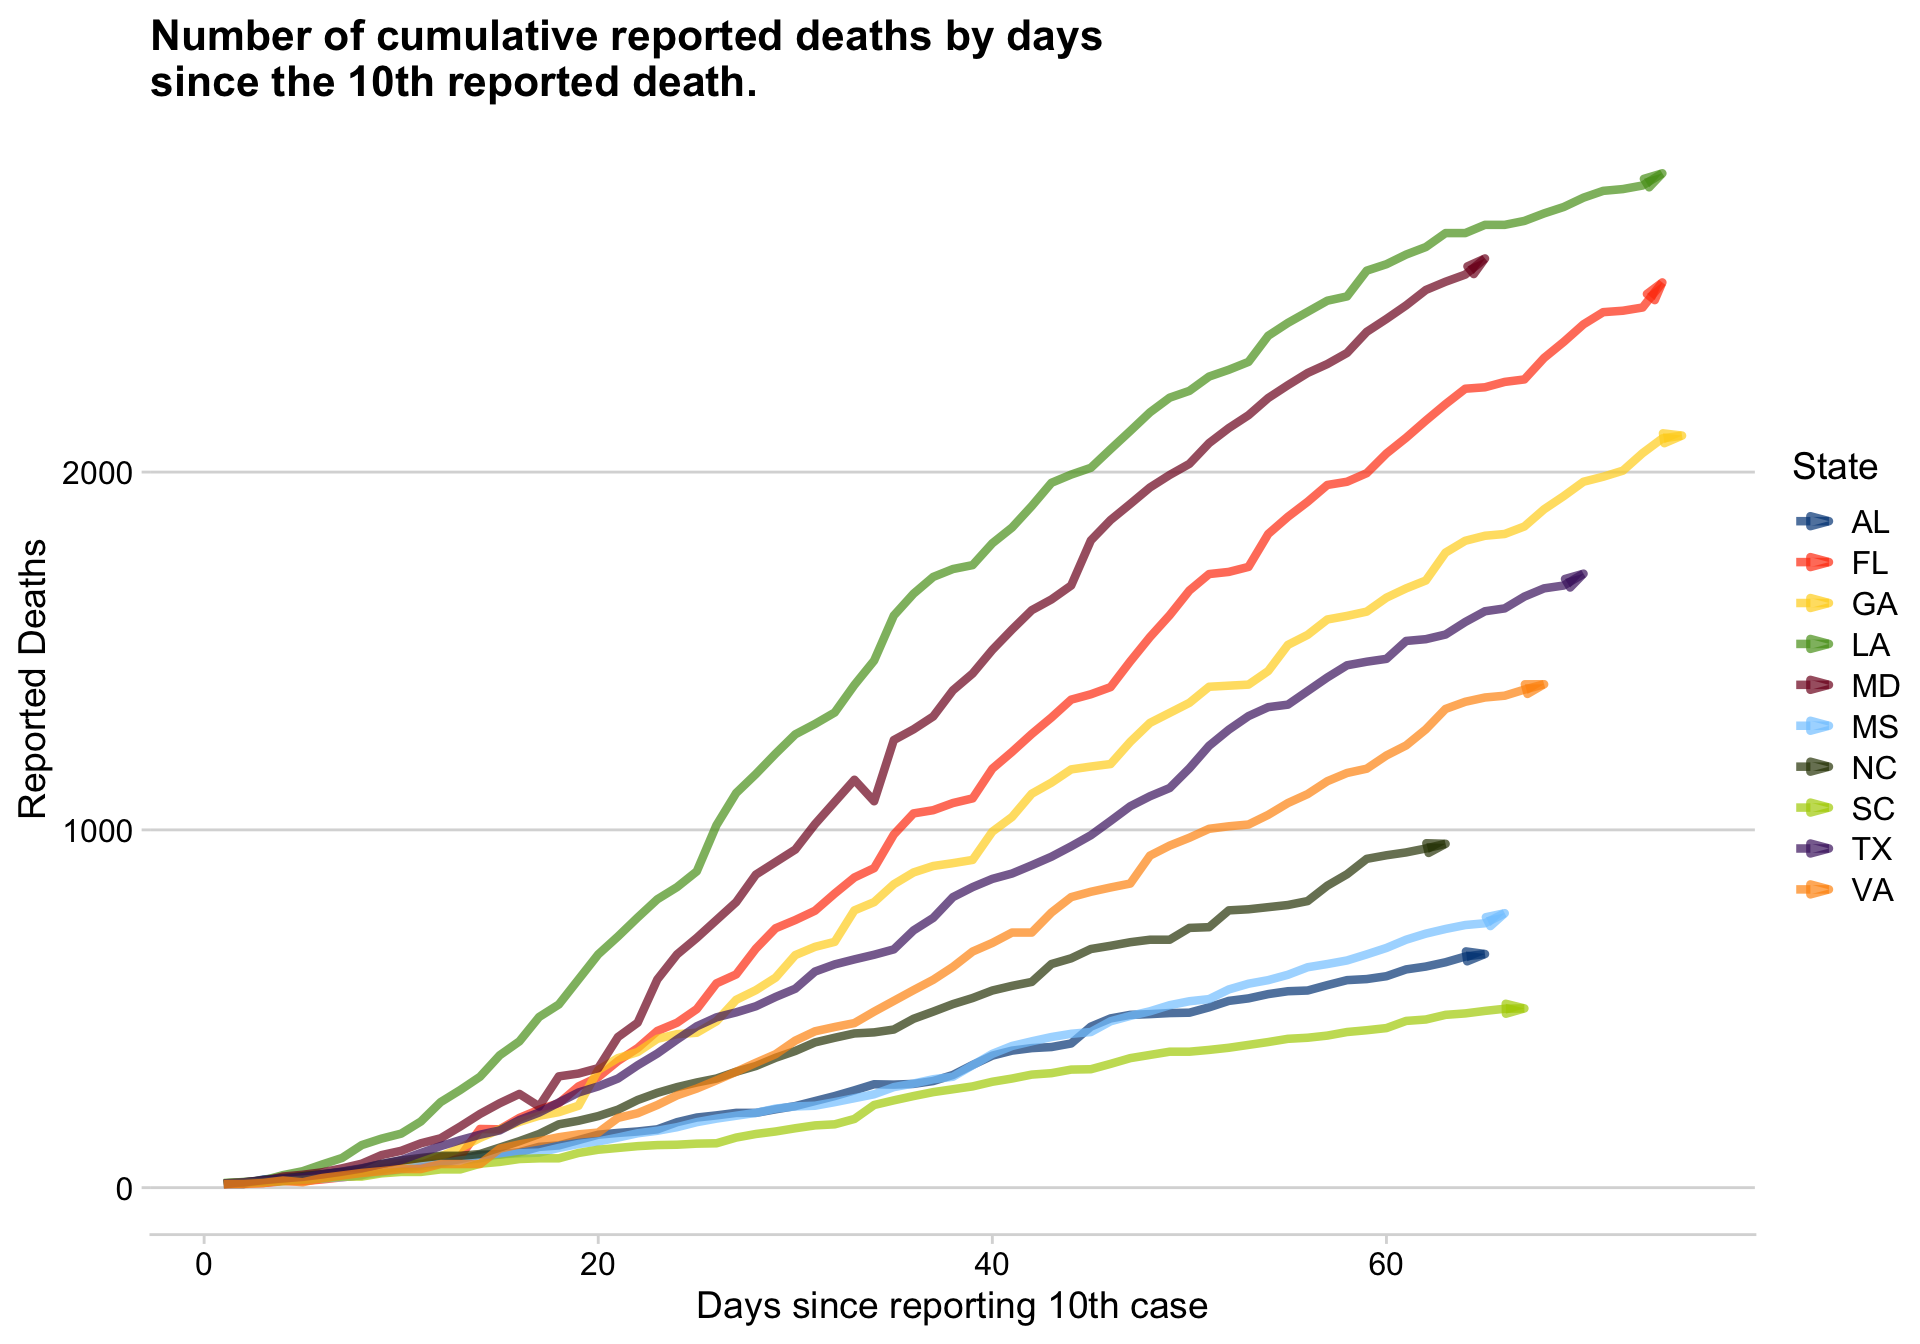 Number of cumulative reported deaths by days
since the 10th reported death.
Reported Deaths
2000
1000
0
0 20 40 60
Days since reporting 10th case
State
AL
FL
GA
LA
MD
MS
NC
SC
TX
VA